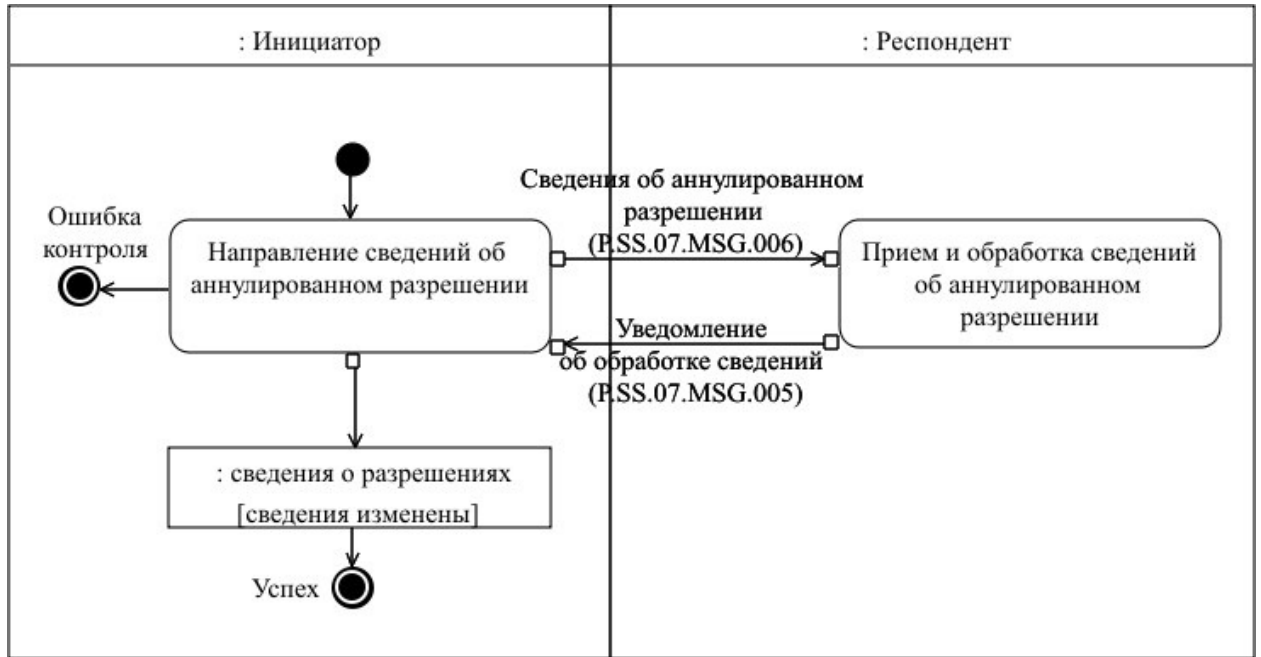 : Инициатор
: Респондент
Сведения об аннулированном
разрешении
(P.SS.07.MSG.006)
Ошибка
контроля
Направление сведений об
аннулированном разрешении
Прием и обработка сведений
об аннулированном
разрешении
Уведомление
об обработке сведений
(P.SS.07.MSG.005)
: сведения о разрешениях
[сведения изменены]
Успех